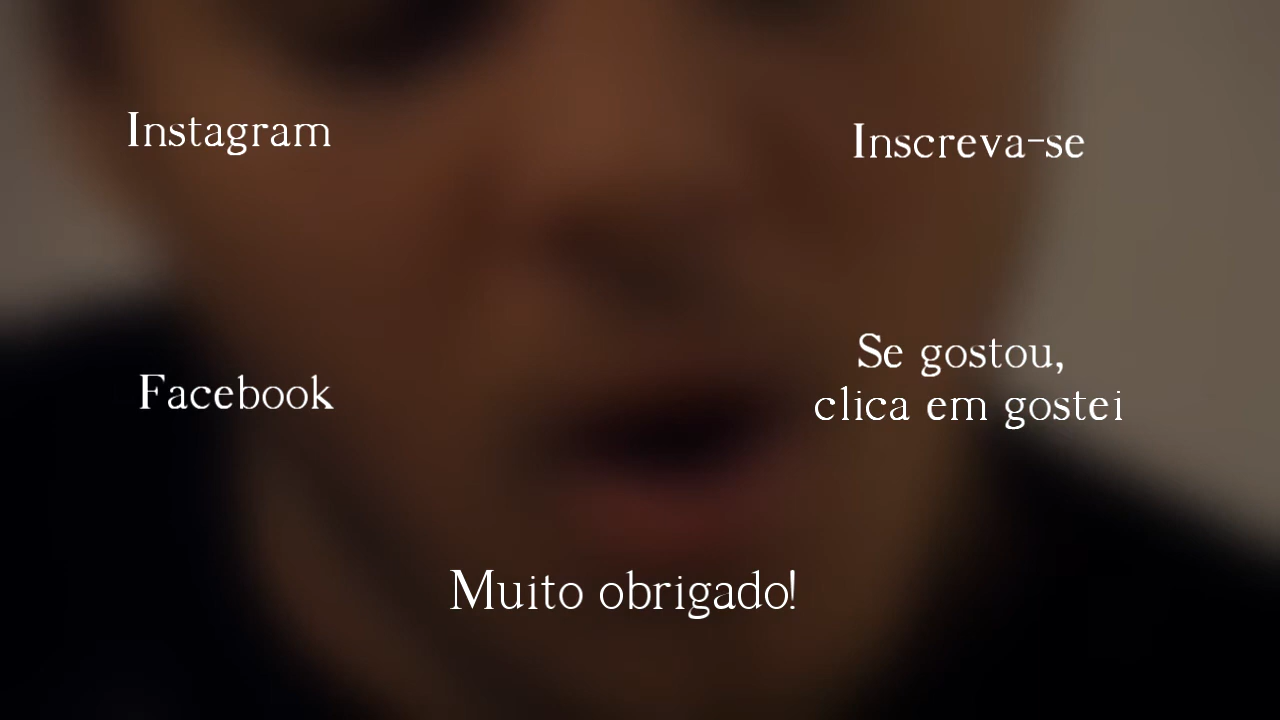 Instagram
Inscreva-se
Facebook
Se gostou,
clica em gostei
Muito obrigado!